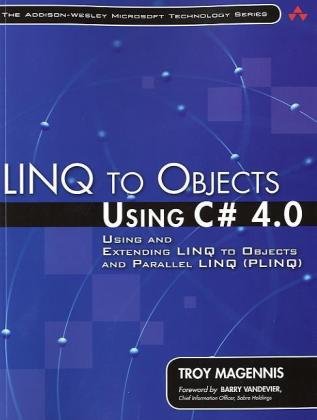 THE ADDISON-WESLEY MICROSOFT TECHNOLOGY SERIES
LINQ TO OBJECTS
USING C# 4.0
USING AND
EXTENDING LINQ TO OBJECTS
AND PARALLEL LINQ (PLINQ)
TROY MAGENNIS
Foreword by BARRY VANDEVIER,
Chief Information Officer, Sabre Holdings